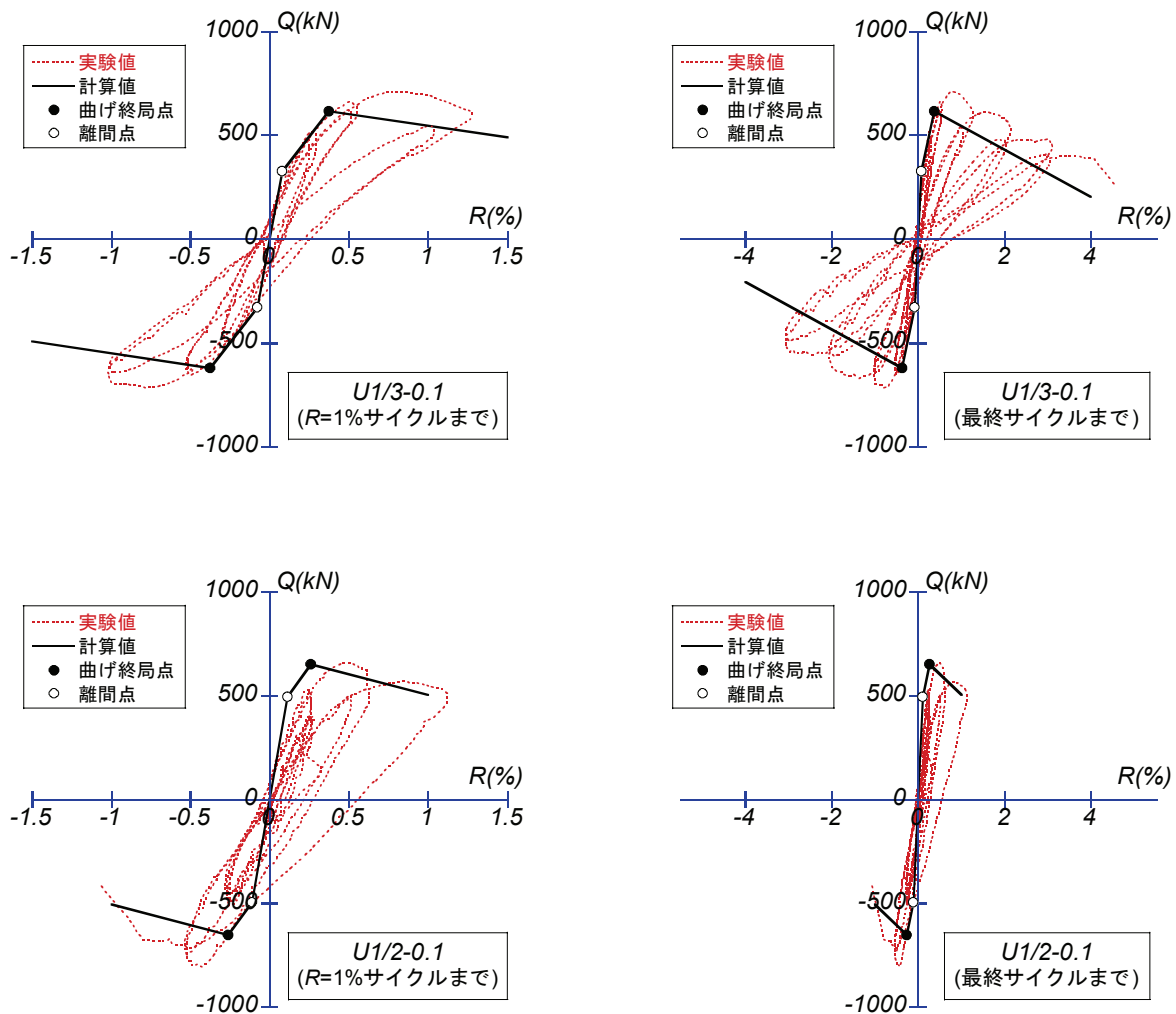 1000
Q(kN)
実験値
計算値
曲げ終局点
離間点
500
R(%)
0
-1.5
-1
-0.5
0
0.5
1
1.5
-500
U1/3-0.1
(R=1%サイクルまで)
-1000
1000
Q(kN)
実験値
計算値
曲げ終局点
離間点
500
R(%)
0
-4
-2
0
2
4
-500
U1/3-0.1
(最終サイクルまで)
-1000
1000
Q(kN)
実験値
計算値
曲げ終局点
離間点
500
R(%)
0
-1.5
-1
-0.5
0
0.5
1
1.5
-500
U1/2-0.1
(R=1%サイクルまで)
-1000
1000
Q(kN)
実験値
計算値
曲げ終局点
離間点
500
R(%)
0
-4
-2
0
2
4
-500
U1/2-0.1
(最終サイクルまで)
-1000